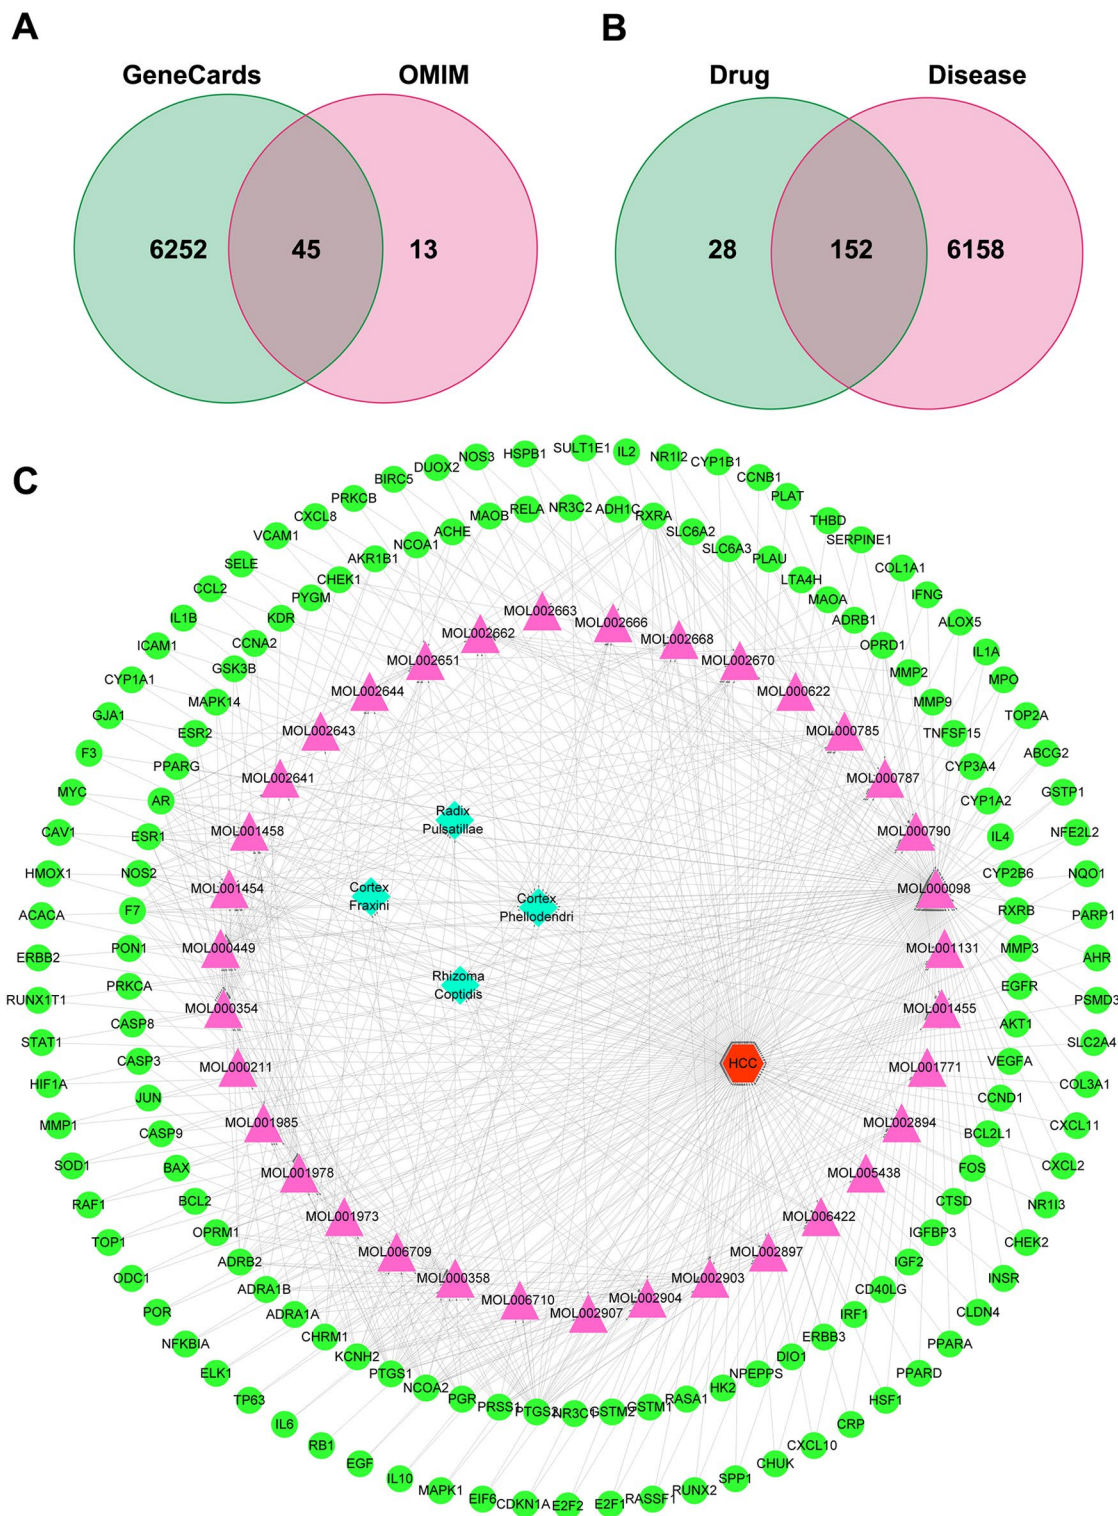 A
B
GeneCards
OMIM
Drug
Disease
6252
45
13
28
152
6158
C
SULT1E1
IL2
NR1I2
CYP1B1
CCNB1
PLAT
THBD
SERPINE1
COL1A1
IFNG
ALOX5
IL1A
MPO
TOP2A
ABCG2
GSTP1
NFE2L2
NQO1
PARP1
AHR
PSMD3
SLC2A4
COL3A1
CXCL11
CXCL2
NR1I3
CHEK2
INSR
CLDN4
PPARA
PPARD
HSF1
CRP
CXCL10
CHUK
SPP1
RUNX2
RASSF1
E2F1
E2F2
CDKN1A
EIF6
MAPK1
IL10
EGF
RB1
IL6
TP63
ELK1
NFKBIA
POR
ODC1
TOP1
RAF1
SOD1
MMP1
HIF1A
STAT1
RUNX1T1
ERBB2
ACACA
HMOX1
CAV1
MYC
F3
GJA1
CYP1A1
ICAM1
IL1B
CCL2
SELE
VCAM1
CXCL8
PRKCB
BIRC5
DUOX2
NOS3
HSPB1
NR3C2
ADH1C
RXRA
SLC6A2
SLC6A3
PLAU
LTA4H
MAOA
ADRB1
OPRD1
MMP2
MMP9
TNFSF15
CYP3A4
CYP1A2
IL4
CYP2B6
RXRB
MMP3
EGFR
AKT1
VEGFA
CCND1
BCL2L1
FOS
CTSD
IGFBP3
IGF2
CD40LG
IRF1
ERBB3
DIO1
NPEPPS
HK2
RASA1
GSTM1
GSTM2
NR3C1
PTGS2
PRSS1
PGR
NCOA2
PTGS1
KCNH2
CHRM1
ADRA1A
ADRA1B
ADRB2
OPRM1
BCL2
BAX
CASP9
JUN
CASP3
CASP8
PRKCA
PON1
F7
NOS2
ESR1
AR
PPARG
ESR2
MAPK14
GSK3B
CCNA2
KDR
PYGM
CHEK1
AKR1B1
NCOA1
ACHE
MAOB
RELA
MOL002663
MOL002666
MOL002668
MOL002670
MOL000622
MOL000785
MOL000787
MOL000790
MOL000098
MOL001131
MOL001455
MOL001771
MOL002894
MOL005438
MOL006422
MOL002897
MOL002903
MOL002904
MOL002907
MOL006710
MOL000358
MOL006709
MOL001973
MOL001978
MOL001985
MOL000211
MOL000354
MOL000449
MOL001454
MOL001458
MOL002641
MOL002643
MOL002644
MOL002651
MOL002662
Radix
Pulsatillae
Cortex
Fraxini
Cortex
Phellodendri
Rhizoma
Coptidis
HCC